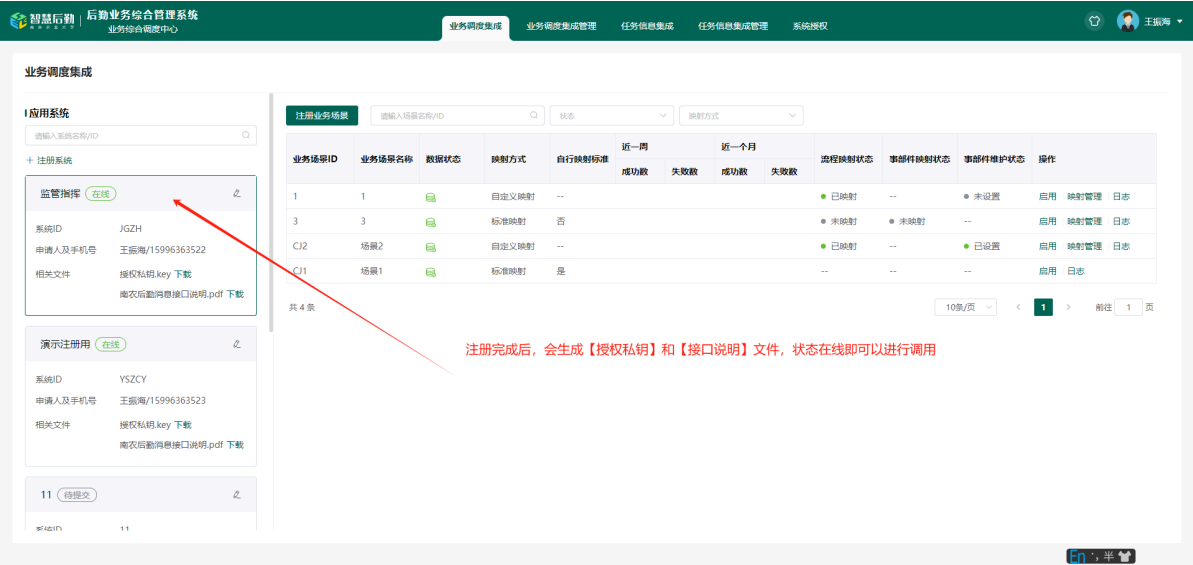 智慧后勤
后勤业务综合管理系统
业务综合调度中心
业务调度集成 业务调度集成管理 任务信息集成 任务信息集成管理 系统授权
王振海
业务调度集成
应用系统
请输入系统名称/ID
+ 注册系统
监管指挥 在线
系统ID JGZH
申请人及手机号 王振海/15996363522
相关文件 授权私钥.key 下载
南农后勤消息接口说明.pdf 下载
演示注册用 在线
系统ID YSZCY
申请人及手机号 王振海/15996363523
相关文件 授权私钥.key 下载
南农后勤消息接口说明.pdf 下载
11 待提交
系统ID 11
注册业务场景 请输入场景名称/ID 状态 映射方式
业务场景ID 业务场景名称 数据状态 映射方式 自行映射标准 近一周 近一个月 流程映射状态 事部件映射状态 事部件维护状态 操作
成功数 失败数 成功数 失败数
1 1 自定义映射 -- 已映射 -- 未设置 启用 映射管理 日志
3 3 标准映射 否 未映射 未映射 -- 启用 映射管理 日志
CJ2 场景2 自定义映射 -- 已映射 -- 已设置 启用 映射管理 日志
CJ1 场景1 标准映射 是 -- -- -- 启用 日志
共 4 条 10条/页 < 1 > 前往 1 页
注册完成后，会生成【授权私钥】和【接口说明】文件，状态在线即可以进行调用
En 半